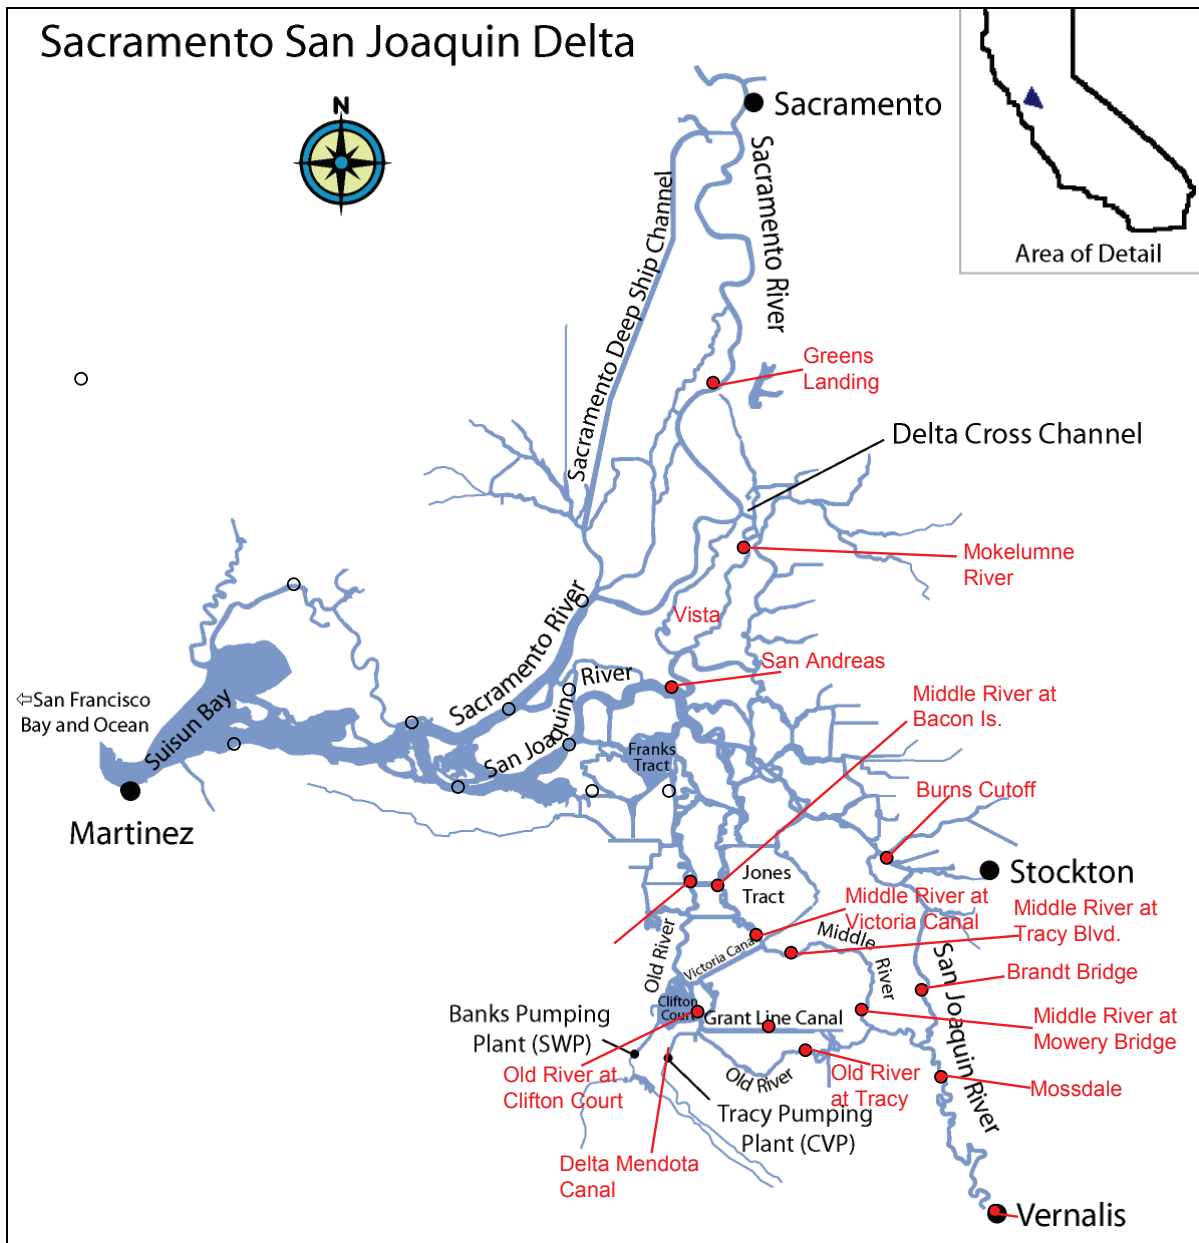 Sacramento San Joaquin Delta
N
Sacramento
Sacramento River
Sacramento Deep Ship Channel
Area of Detail
Greens
Landing
Delta Cross Channel
Mokelumne
River
Vista
Sacramento River
San Andreas
River
San Joaquin
⇦San Francisco
Bay and Ocean
Suisun Bay
Middle River at
Bacon Is.
Franks
Tract
Burns Cutoff
Martinez
Stockton
Jones
Tract
Middle River at
Victoria Canal
Middle River at
Tracy Blvd.
Middle
River
Old River
Victoria Canal
San Joaquin River
Brandt Bridge
Clifton
Court
Grant Line Canal
Banks Pumping
Plant (SWP)
Middle River at
Mowery Bridge
Old River at
Clifton Court
Old River
Old River
at Tracy
Mossdale
Tracy Pumping
Plant (CVP)
Delta Mendota
Canal
Vernalis